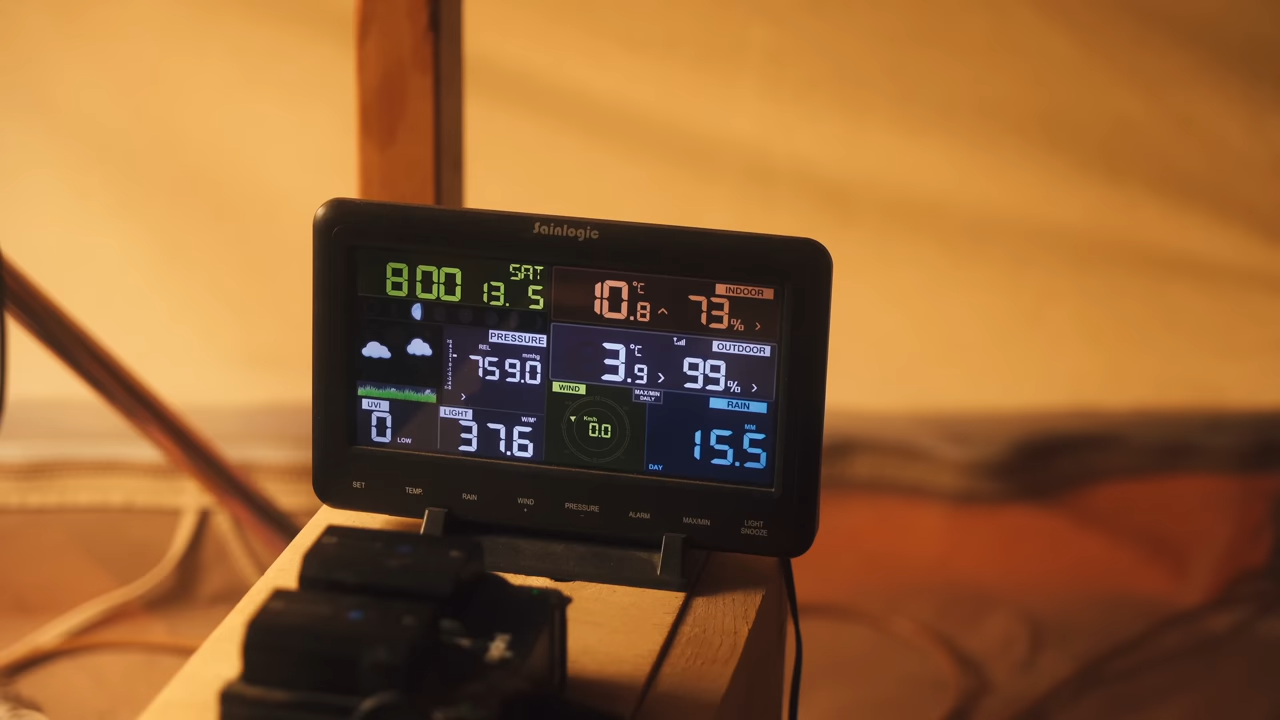 Sainlogic
800 SAT
13. 5
10.8 °C 73% INDOOR
PRESSURE
REL mmhg
759.0
3.9 °C 99% OUTDOOR
WIND
MAX/MIN
DAILY
Km/h
0.0
RAIN
MM
15.5
DAY
UVI
0 LOW
LIGHT W/M²
37.6
SET TEMP. RAIN WIND + PRESSURE - ALARM MAX/MIN LIGHT
SNOOZE